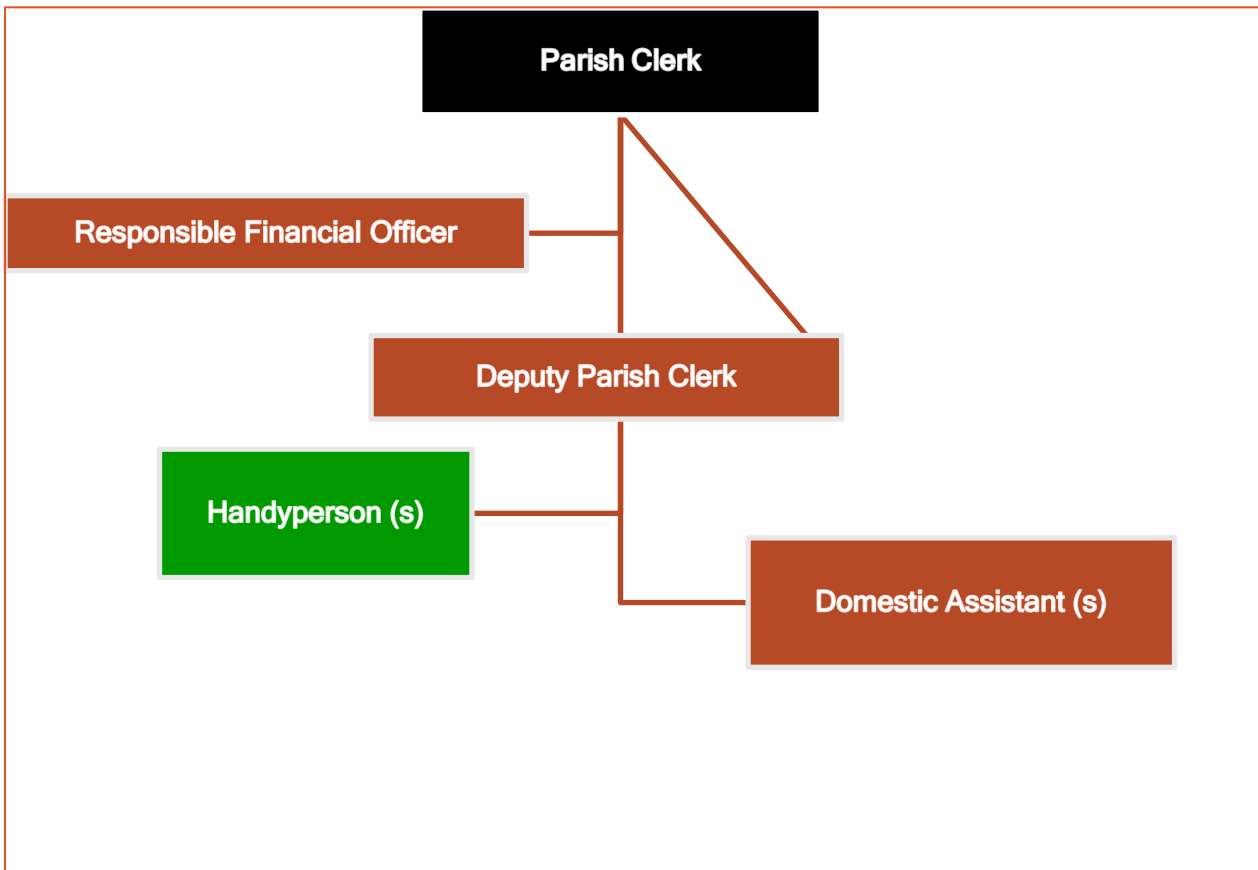 Parish Clerk
Responsible Financial Officer
Deputy Parish Clerk
Handyperson (s)
Domestic Assistant (s)